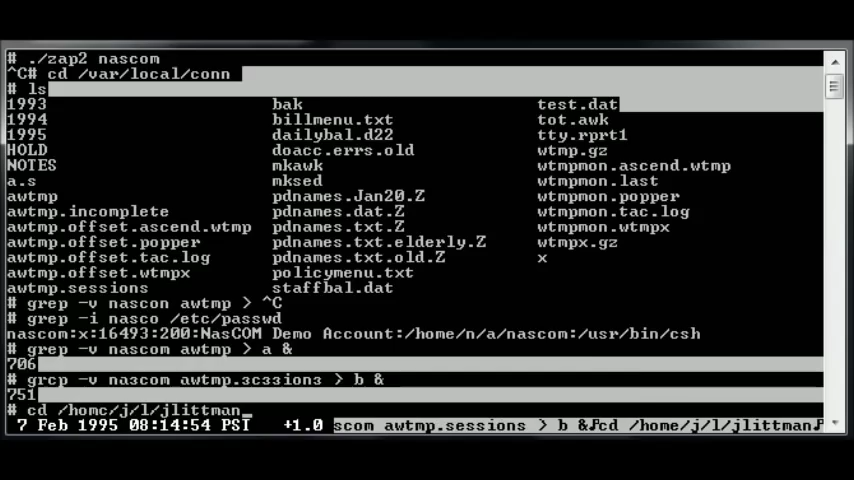 # ./zap2 nascom
^C# cd /var/local/conn
# ls
1993 bak test.dat
1994 billmenu.txt tot.awk
1995 dailybal.d22 tty.rprt1
HOLD doacc.errs.old wtmp.gz
NOTES mkawk wtmpmon.ascend.wtmp
a.s mksed wtmpmon.last
awtmp pdnames.Jan20.Z wtmpmon.popper
awtmp.incomplete pdnames.dat.Z wtmpmon.tac.log
awtmp.offset.ascend.wtmp pdnames.txt.Z wtmpmon.wtmpx
awtmp.offset.popper pdnames.txt.elderly.Z wtmpx.gz
awtmp.offset.tac.log pdnames.txt.old.Z x
awtmp.offset.wtmpx policymenu.txt
awtmp.sessions staffbal.dat
# grep -v nascon awtmp > ^C
# grep -i nasco /etc/passwd
nascom:x:16493:200:NasCOM Demo Account:/home/n/a/nascom:/usr/bin/csh
# grep -v nascom awtmp > a &
706
# grep -v nascom awtmp.sessions > b &
751
# cd /home/j/l/jlittman_
7 Feb 1995 08:14:54 PST +1.0 scom awtmp.sessions > b &♪cd /home/j/l/jlittman♪